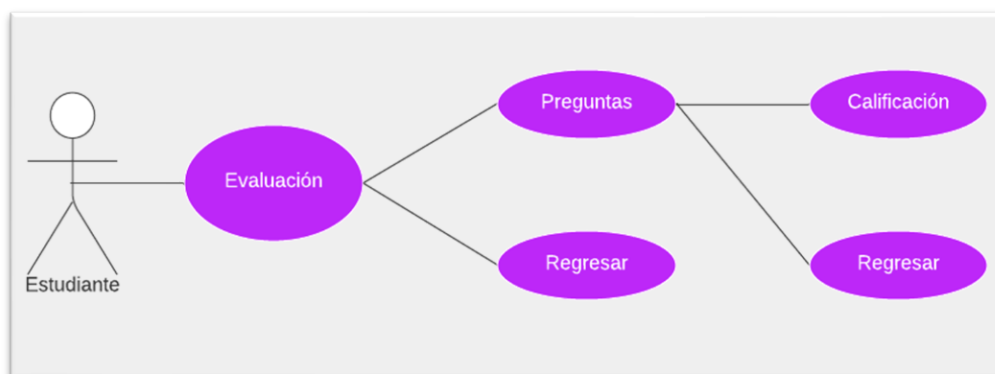 Preguntas
Calificación
Evaluación
Regresar
Regresar
Estudiante